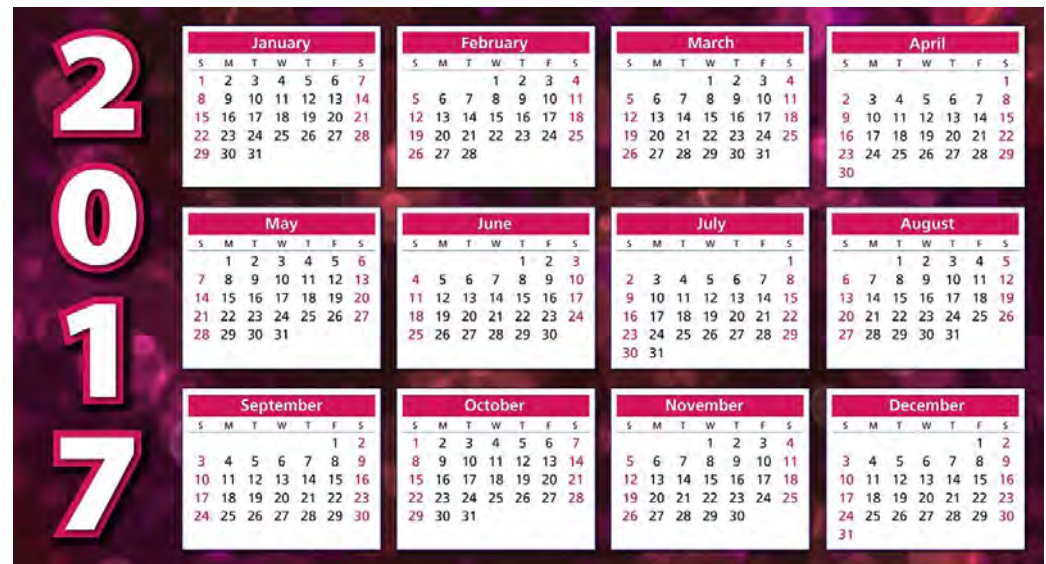 2
0
1
7
January
S M T W T F S
1 2 3 4 5 6 7
8 9 10 11 12 13 14
15 16 17 18 19 20 21
22 23 24 25 26 27 28
29 30 31
February
S M T W T F S
1 2 3 4
5 6 7 8 9 10 11
12 13 14 15 16 17 18
19 20 21 22 23 24 25
26 27 28
March
S M T W T F S
1 2 3 4
5 6 7 8 9 10 11
12 13 14 15 16 17 18
19 20 21 22 23 24 25
26 27 28 29 30 31
April
S M T W T F S
1
2 3 4 5 6 7 8
9 10 11 12 13 14 15
16 17 18 19 20 21 22
23 24 25 26 27 28 29
30
May
S M T W T F S
1 2 3 4 5 6
7 8 9 10 11 12 13
14 15 16 17 18 19 20
21 22 23 24 25 26 27
28 29 30 31
June
S M T W T F S
1 2 3
4 5 6 7 8 9 10
11 12 13 14 15 16 17
18 19 20 21 22 23 24
25 26 27 28 29 30
July
S M T W T F S
1
2 3 4 5 6 7 8
9 10 11 12 13 14 15
16 17 18 19 20 21 22
23 24 25 26 27 28 29
30 31
August
S M T W T F S
1 2 3 4 5
6 7 8 9 10 11 12
13 14 15 16 17 18 19
20 21 22 23 24 25 26
27 28 29 30 31
September
S M T W T F S
1 2
3 4 5 6 7 8 9
10 11 12 13 14 15 16
17 18 19 20 21 22 23
24 25 26 27 28 29 30
October
S M T W T F S
1 2 3 4 5 6 7
8 9 10 11 12 13 14
15 16 17 18 19 20 21
22 23 24 25 26 27 28
29 30 31
November
S M T W T F S
1 2 3 4
5 6 7 8 9 10 11
12 13 14 15 16 17 18
19 20 21 22 23 24 25
26 27 28 29 30
December
S M T W T F S
1 2
3 4 5 6 7 8 9
10 11 12 13 14 15 16
17 18 19 20 21 22 23
24 25 26 27 28 29 30
31